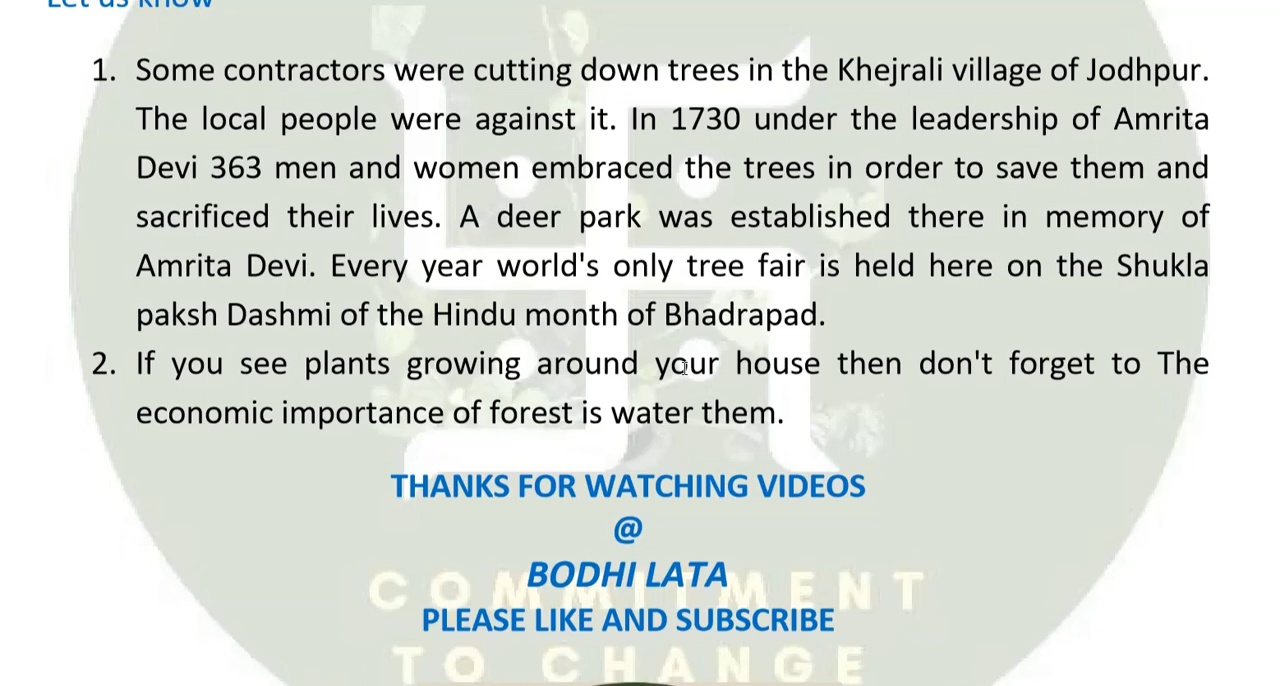 Let us know
1. Some contractors were cutting down trees in the Khejrali village of Jodhpur.
The local people were against it. In 1730 under the leadership of Amrita
Devi 363 men and women embraced the trees in order to save them and
sacrificed their lives. A deer park was established there in memory of
Amrita Devi. Every year world's only tree fair is held here on the Shukla
paksh Dashmi of the Hindu month of Bhadrapad.
2. If you see plants growing around your house then don't forget to The
economic importance of forest is water them.
THANKS FOR WATCHING VIDEOS
@
BODHI LATA
COMMITMENT
PLEASE LIKE AND SUBSCRIBE
TO CHANGE